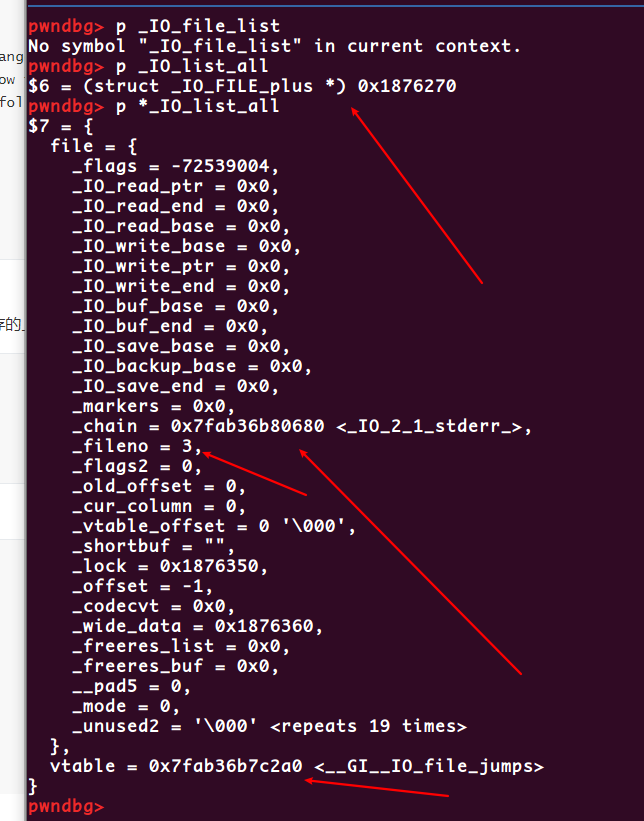 pwndbg> p _IO_file_list
No symbol "_IO_file_list" in current context.
pwndbg> p _IO_list_all
$6 = (struct _IO_FILE_plus *) 0x1876270
pwndbg> p *_IO_list_all
$7 = {
  file = {
    _flags = -72539004,
    _IO_read_ptr = 0x0,
    _IO_read_end = 0x0,
    _IO_read_base = 0x0,
    _IO_write_base = 0x0,
    _IO_write_ptr = 0x0,
    _IO_write_end = 0x0,
    _IO_buf_base = 0x0,
    _IO_buf_end = 0x0,
    _IO_save_base = 0x0,
    _IO_backup_base = 0x0,
    _IO_save_end = 0x0,
    _markers = 0x0,
    _chain = 0x7fab36b80680 <_IO_2_1_stderr_>,
    _fileno = 3,
    _flags2 = 0,
    _old_offset = 0,
    _cur_column = 0,
    _vtable_offset = 0 '\000',
    _shortbuf = "",
    _lock = 0x1876350,
    _offset = -1,
    _codecvt = 0x0,
    _wide_data = 0x1876360,
    _freeres_list = 0x0,
    _freeres_buf = 0x0,
    __pad5 = 0,
    _mode = 0,
    _unused2 = '\000' <repeats 19 times>
  },
  vtable = 0x7fab36b7c2a0 <__GI__IO_file_jumps>
}
pwndbg>
ang
ow
fol